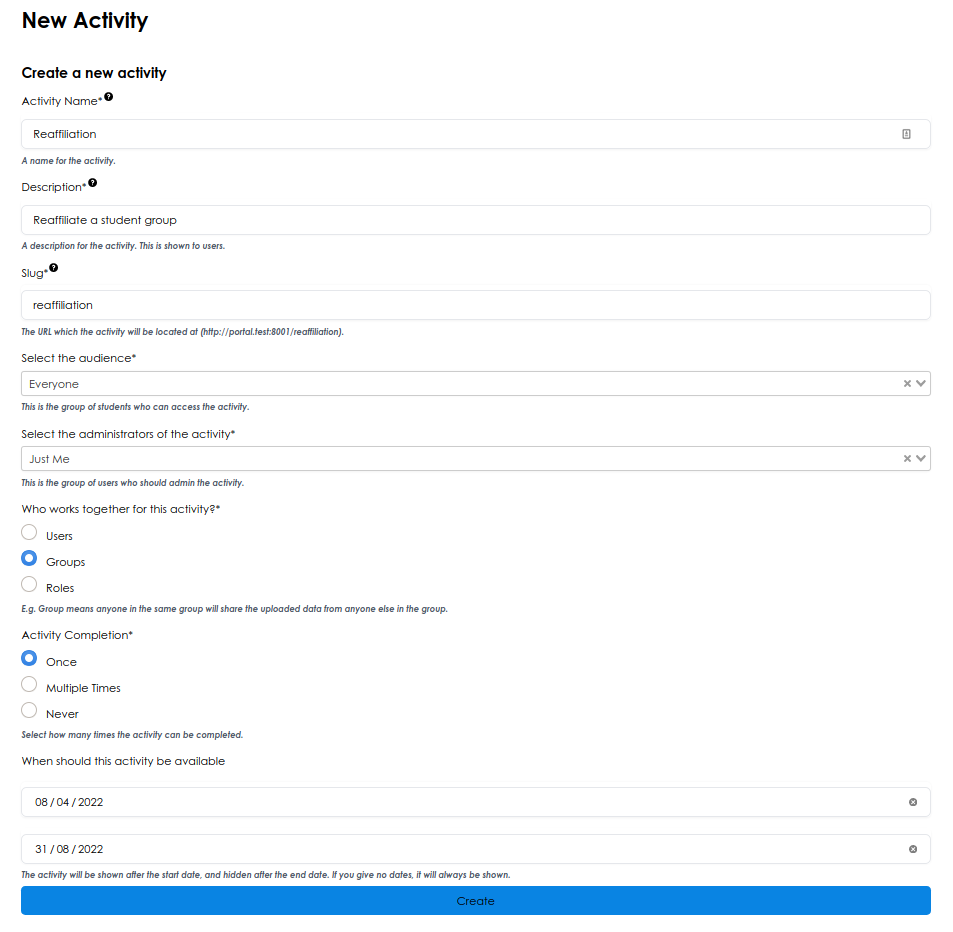 New Activity
Create a new activity
Activity Name*
Reaffiliation
A name for the activity.
Description*
Reaffiliate a student group
A description for the activity. This is shown to users.
Slug*
reaffiliation
The URL which the activity will be located at (http://portal.test:8001/reaffiliation).
Select the audience*
Everyone
This is the group of students who can access the activity.
Select the administrators of the activity*
Just Me
This is the group of users who should admin the activity.
Who works together for this activity?*
Users
Groups
Roles
E.g. Group means anyone in the same group will share the uploaded data from anyone else in the group.
Activity Completion*
Once
Multiple Times
Never
Select how many times the activity can be completed.
When should this activity be available
08 / 04 / 2022
31 / 08 / 2022
The activity will be shown after the start date, and hidden after the end date. If you give no dates, it will always be shown.
Create